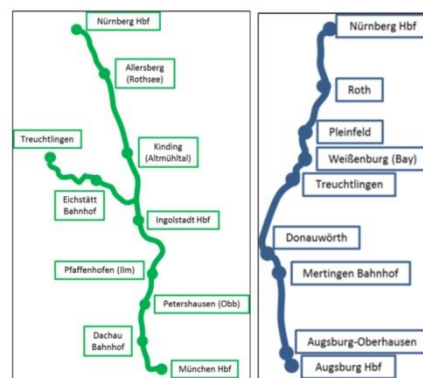 Nürnberg Hbf
Allersberg
(Rothsee)
Treuchtlingen
Kinding
(Altmühltal)
Eichstätt
Bahnhof
Ingolstadt Hbf
Pfaffenhofen (Ilm)
Petershausen (Obb)
Dachau
Bahnhof
München Hbf
Nürnberg Hbf
Roth
Pleinfeld
Weißenburg (Bay)
Treuchtlingen
Donauwörth
Mertingen Bahnhof
Augsburg-Oberhausen
Augsburg Hbf